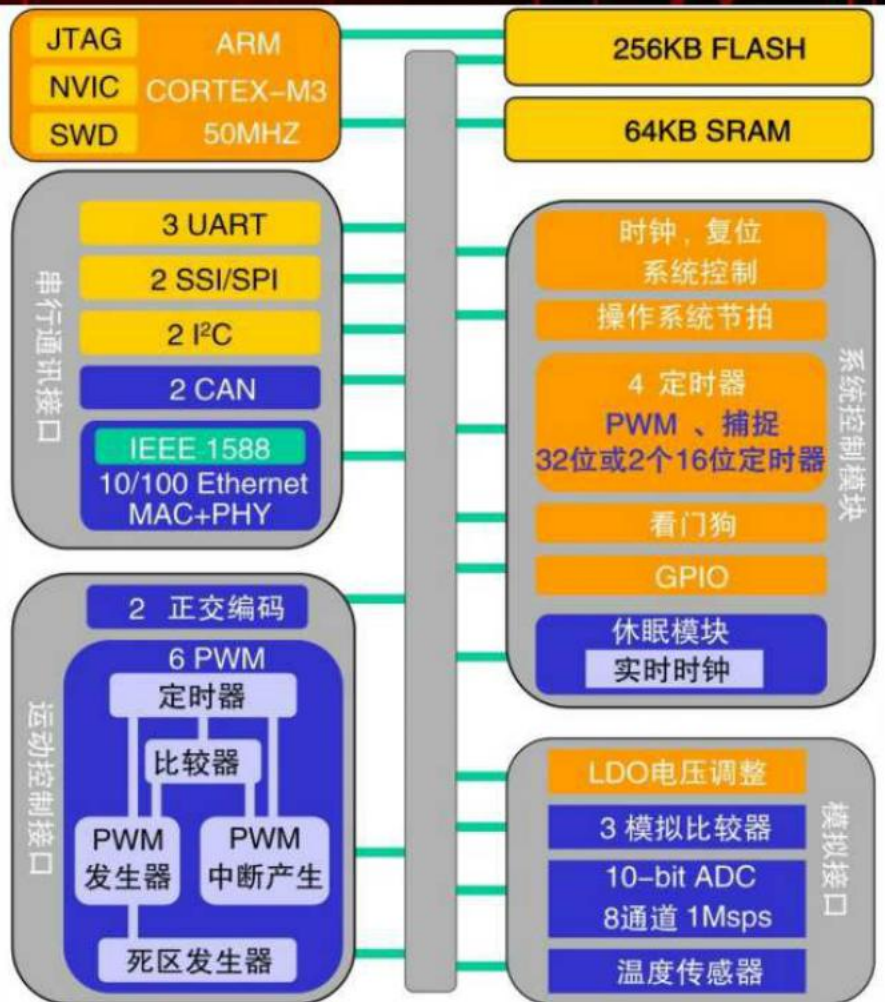 JTAG
NVIC
SWD
ARM
CORTEX-M3
50MHZ
256KB FLASH
64KB SRAM
串行通讯接口
3 UART
2 SSI/SPI
2 I²C
2 CAN
IEEE 1588
10/100 Ethernet
MAC+PHY
系统控制模块
时钟，复位
系统控制
操作系统节拍
4 定时器
PWM 、捕捉
32位或2个16位定时器
看门狗
GPIO
休眠模块
实时时钟
运动控制接口
2 正交编码
6 PWM
定时器
比较器
PWM
发生器
PWM
中断产生
死区发生器
模拟接口
LDO电压调整
3 模拟比较器
10-bit ADC
8通道 1Msps
温度传感器